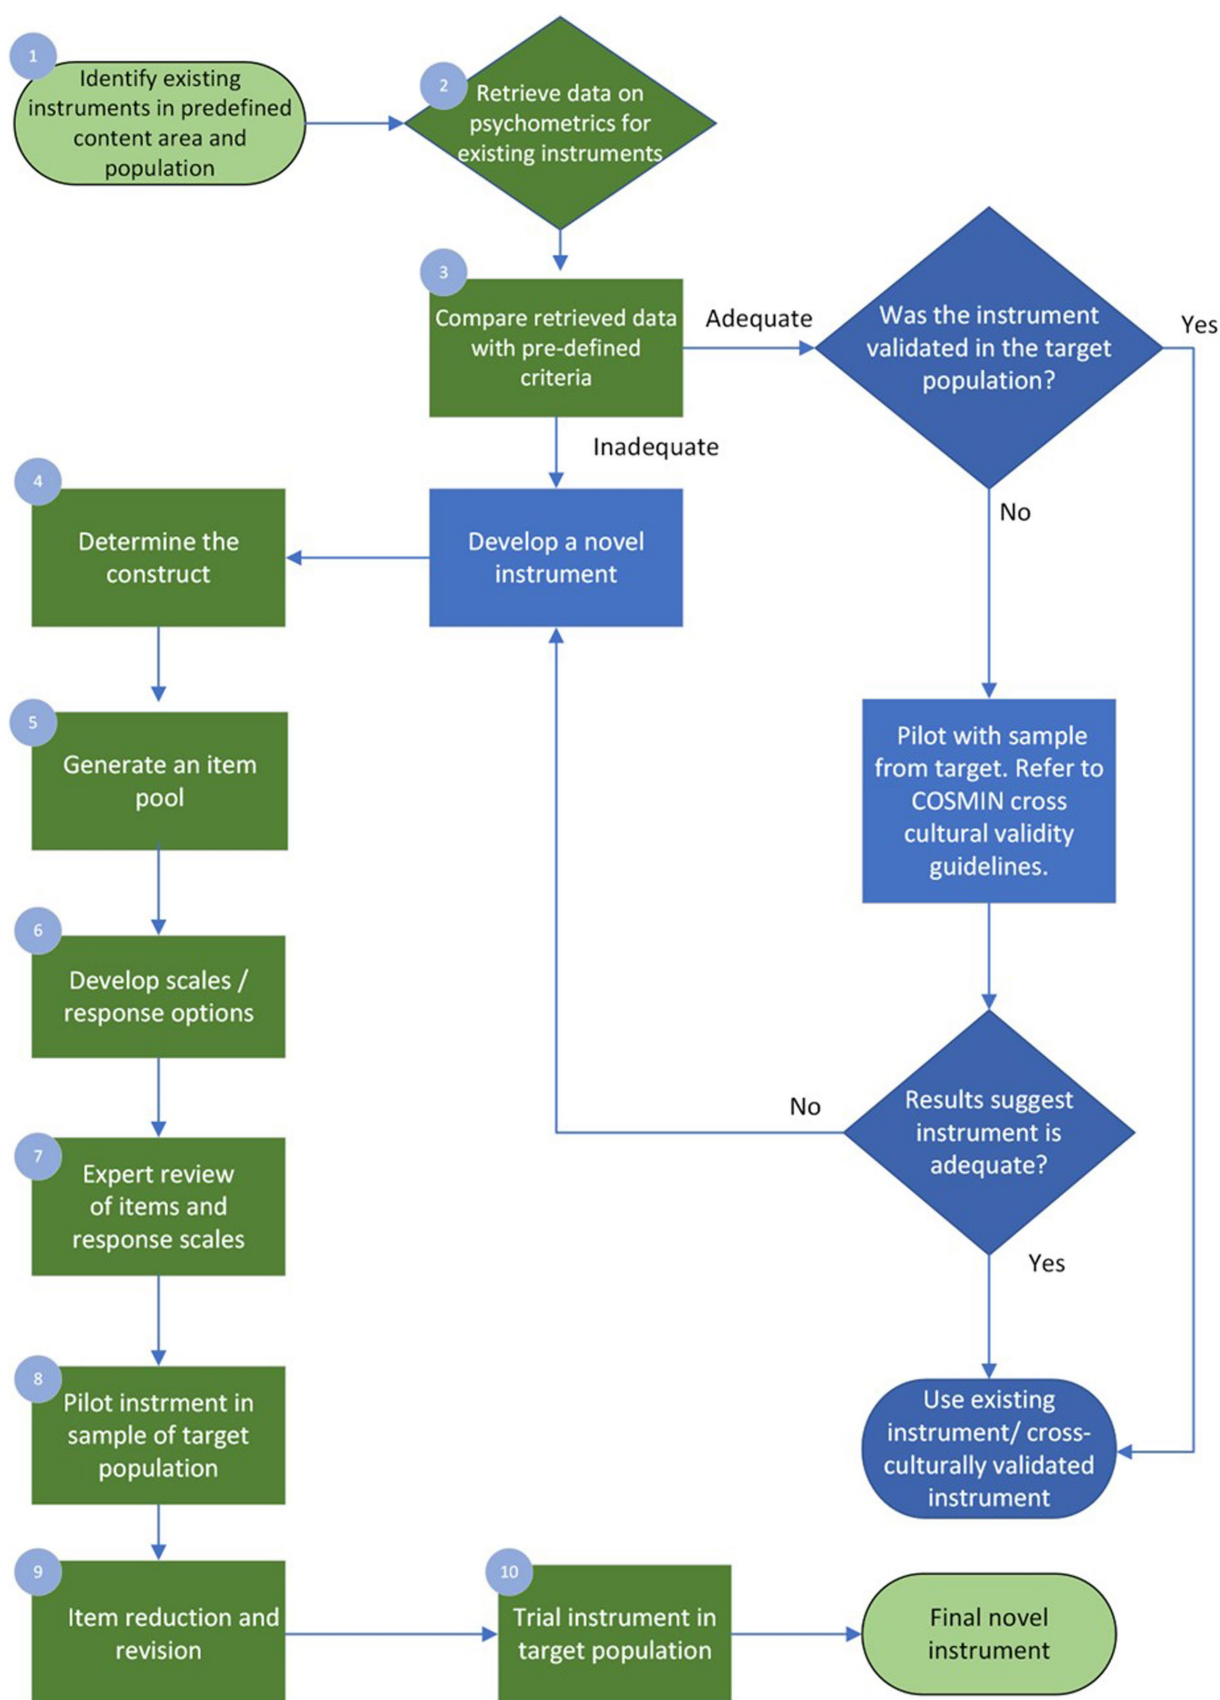 1
Identify existing
instruments in predefined
content area and
population
2
Retrieve data on
psychometrics for
existing instruments
3
Compare retrieved data
with pre-defined
criteria
Adequate
Was the instrument
validated in the target
population?
Yes
Inadequate
No
4
Determine the
construct
Develop a novel
instrument
5
Generate an item
pool
Pilot with sample
from target. Refer to
COSMIN cross
cultural validity
guidelines.
6
Develop scales /
response options
No
Results suggest
instrument is
adequate?
Yes
7
Expert review
of items and
response scales
8
Pilot instrment in
sample of target
population
Use existing
instrument/ cross-
culturally validated
instrument
9
Item reduction and
revision
10
Trial instrument in
target population
Final novel
instrument